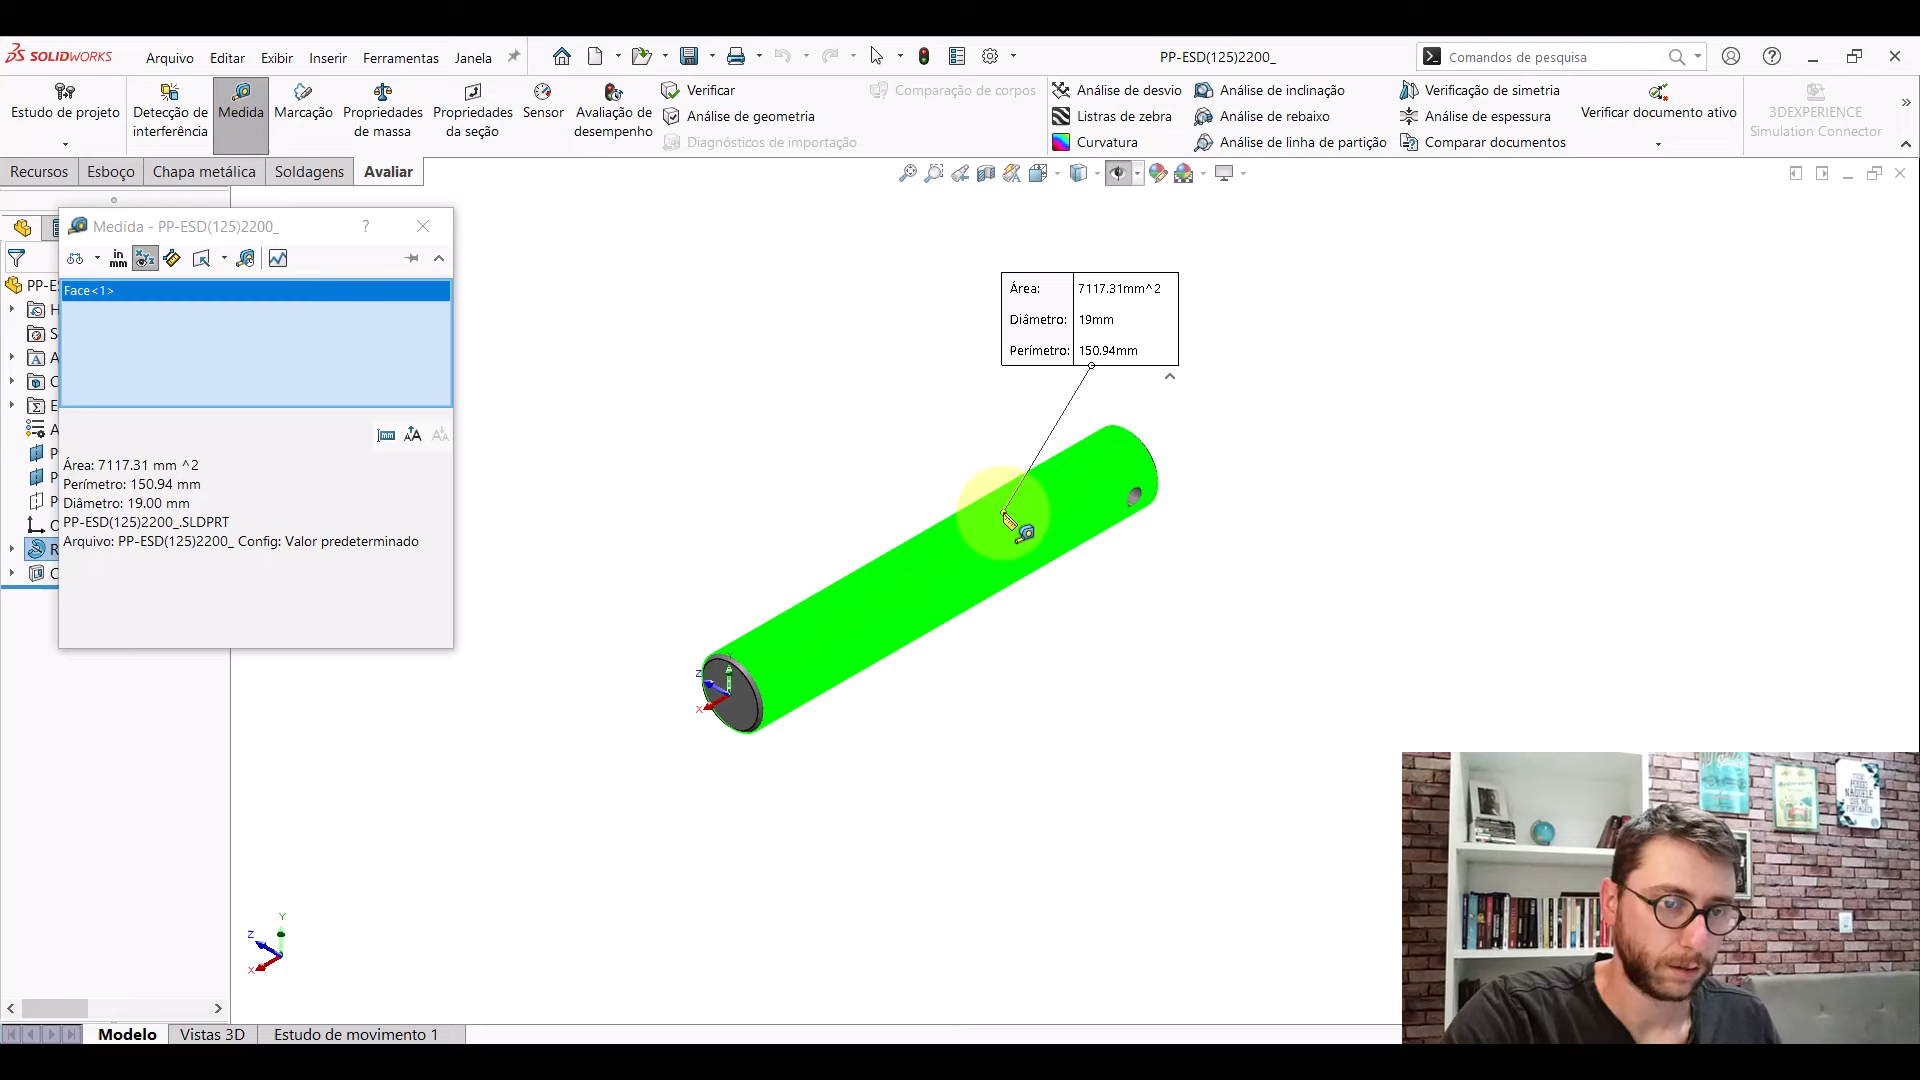 SOLIDWORKS
Arquivo Editar Exibir Inserir Ferramentas Janela
PP-ESD(125)2200_
Comandos de pesquisa
Estudo de projeto
Detecção de interferência
Medida
Marcação
Propriedades de massa
Propriedades da seção
Sensor
Avaliação de desempenho
Verificar
Análise de geometria
Diagnósticos de importação
Comparação de corpos
Análise de desvio
Listras de zebra
Curvatura
Análise de inclinação
Análise de rebaixo
Análise de linha de partição
Verificação de simetria
Análise de espessura
Comparar documentos
Verificar documento ativo
3DEXPERIENCE
Simulation Connector
Recursos Esboço Chapa metálica Soldagens Avaliar
Medida - PP-ESD(125)2200_
in
mm
Face<1>
PP-E
Área: 7117.31 mm ^2
Perímetro: 150.94 mm
Diâmetro: 19.00 mm
PP-ESD(125)2200_.SLDPRT
Arquivo: PP-ESD(125)2200_ Config: Valor predeterminado
Área: 7117.31mm^2
Diâmetro: 19mm
Perímetro: 150.94mm
Y
Z
X
Y
Z
X
Modelo Vistas 3D Estudo de movimento 1